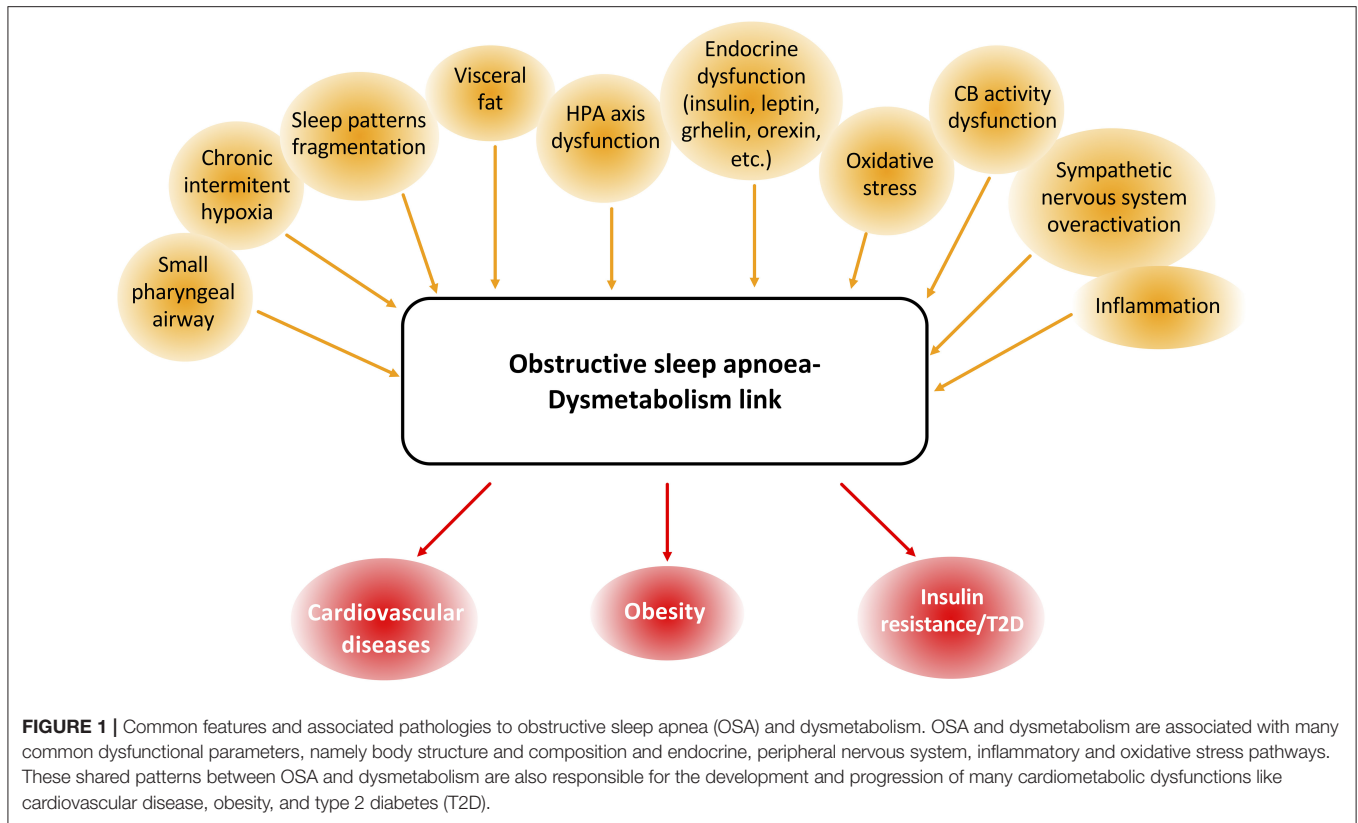 Small
pharyngeal
airway
Chronic
intermitent
hypoxia
Sleep patterns
fragmentation
Visceral
fat
HPA axis
dysfunction
Endocrine
dysfunction
(insulin, leptin,
grhelin, orexin,
etc.)
Oxidative
stress
CB activity
dysfunction
Sympathetic
nervous system
overactivation
Inflammation
Obstructive sleep apnoea-
Dysmetabolism link
Cardiovascular
diseases
Obesity
Insulin
resistance/T2D
FIGURE 1 | Common features and associated pathologies to obstructive sleep apnea (OSA) and dysmetabolism. OSA and dysmetabolism are associated with many
common dysfunctional parameters, namely body structure and composition and endocrine, peripheral nervous system, inflammatory and oxidative stress pathways.
These shared patterns between OSA and dysmetabolism are also responsible for the development and progression of many cardiometabolic dysfunctions like
cardiovascular disease, obesity, and type 2 diabetes (T2D).